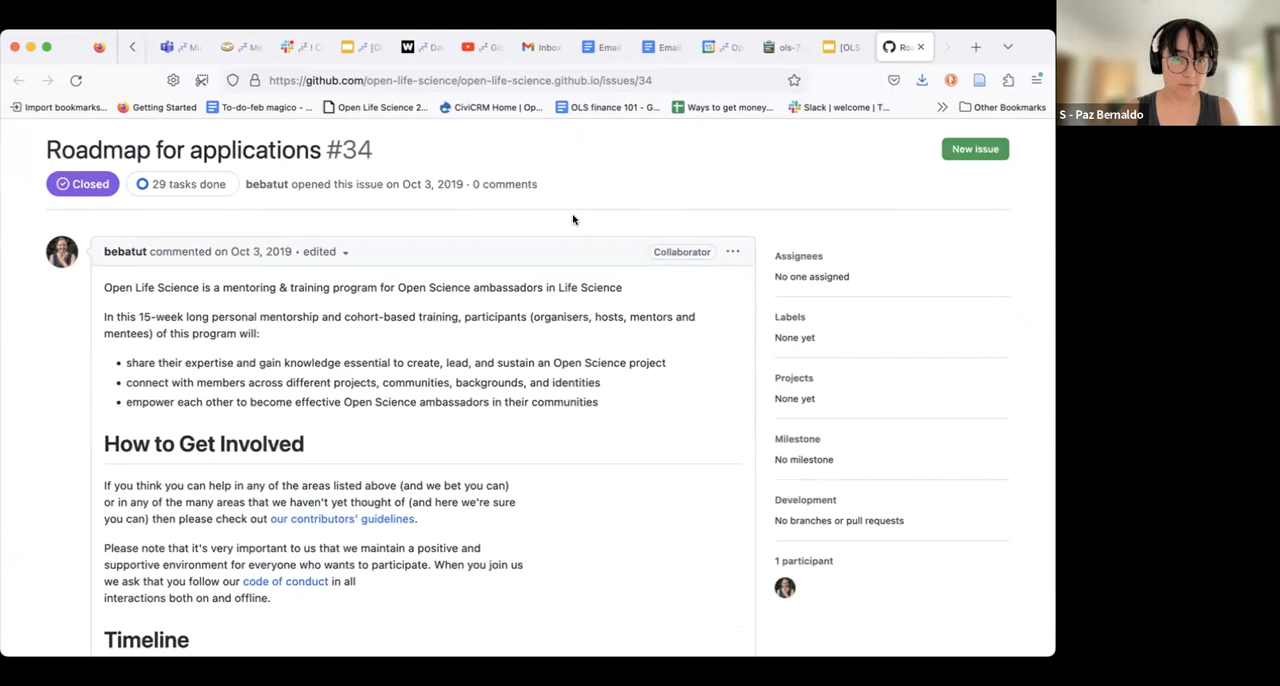 Mi
Me
! C
[O
Da
Gl
Inbox
Email
Email
Op
ols-7
[OLS
Ro
https://github.com/open-life-science/open-life-science.github.io/issues/34
Import bookmarks...
Getting Started
To-do-feb magico - ...
Open Life Science 2...
CiviCRM Home | Op...
OLS finance 101 - G...
Ways to get money...
Slack | welcome | T...
Other Bookmarks
S - Paz Bernaldo
Roadmap for applications #34
New issue
Closed
29 tasks done
bebatut opened this issue on Oct 3, 2019 · 0 comments
bebatut commented on Oct 3, 2019 • edited
Collaborator
Open Life Science is a mentoring & training program for Open Science ambassadors in Life Science
In this 15-week long personal mentorship and cohort-based training, participants (organisers, hosts, mentors and
mentees) of this program will:
• share their expertise and gain knowledge essential to create, lead, and sustain an Open Science project
• connect with members across different projects, communities, backgrounds, and identities
• empower each other to become effective Open Science ambassadors in their communities
How to Get Involved
If you think you can help in any of the areas listed above (and we bet you can)
or in any of the many areas that we haven't yet thought of (and here we're sure
you can) then please check out our contributors' guidelines.
Please note that it's very important to us that we maintain a positive and
supportive environment for everyone who wants to participate. When you join us
we ask that you follow our code of conduct in all
interactions both on and offline.
Timeline
Assignees
No one assigned
Labels
None yet
Projects
None yet
Milestone
No milestone
Development
No branches or pull requests
1 participant